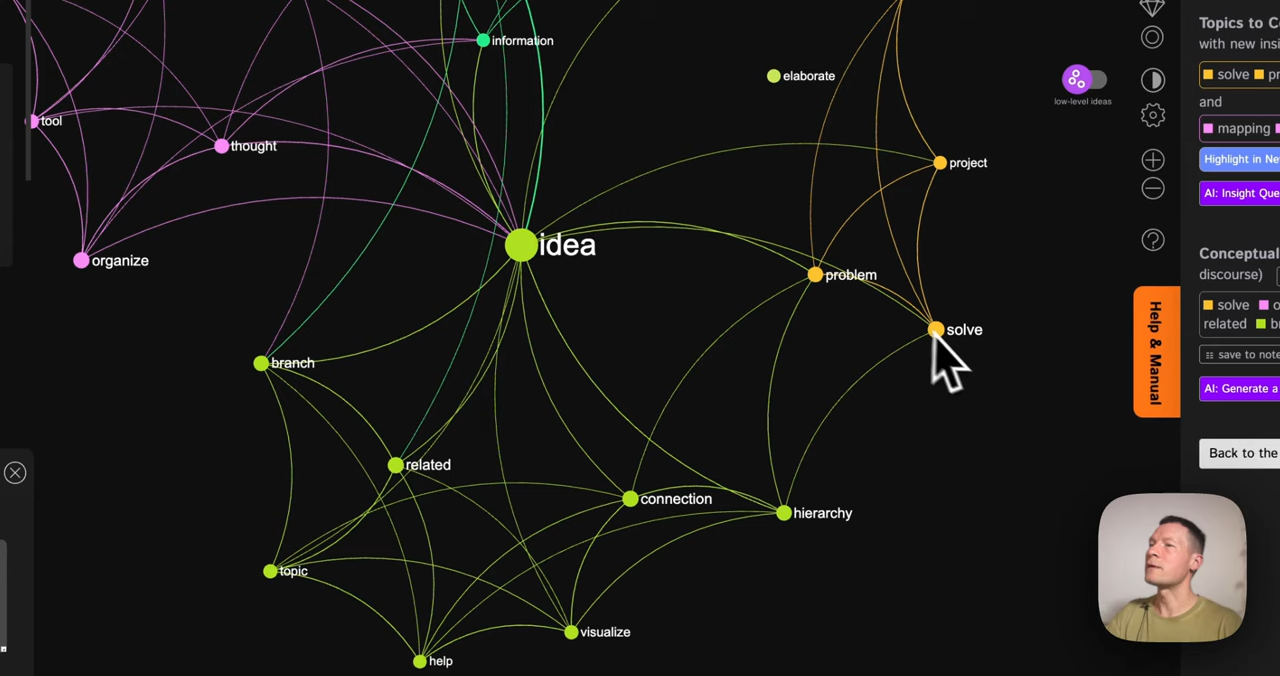 information
elaborate
low-level ideas
tool
thought
project
organize
idea
problem
solve
branch
related
connection
hierarchy
topic
visualize
help
Help & Manual
Topics to C
with new insi
solve pr
and
mapping
Highlight in Ne
AI: Insight Que
Conceptual
discourse)
solve o
related br
save to note
AI: Generate a
Back to the